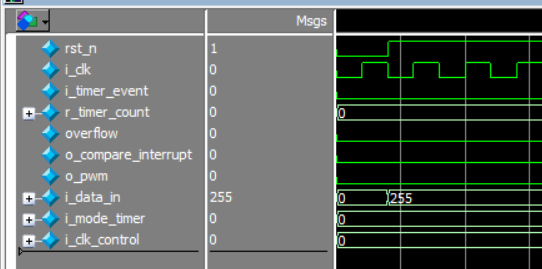 Msgs
rst_n 1
i_clk 0
i_timer_event 0
r_timer_count 0 0
overflow 0
o_compare_interrupt 0
o_pwm 0
i_data_in 255 0 255
i_mode_timer 0 0
i_clk_control 0 0